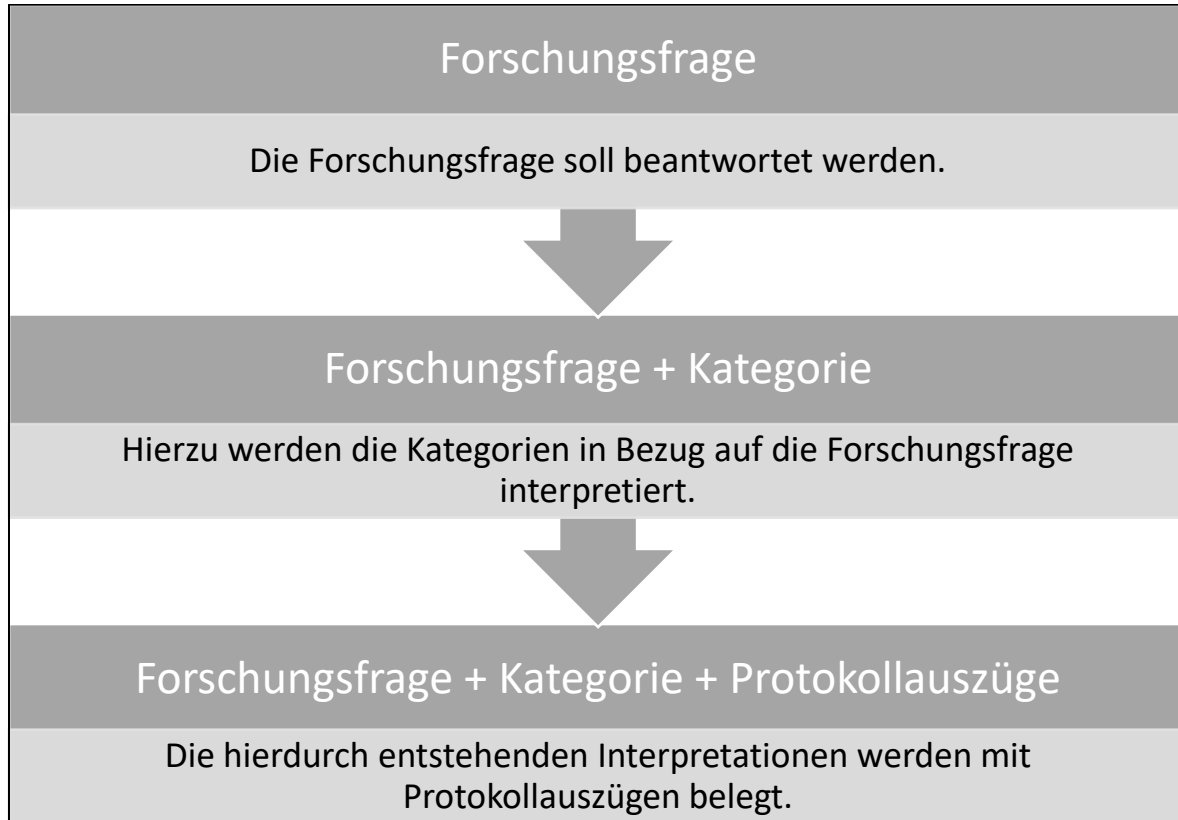 Forschungsfrage
Die Forschungsfrage soll beantwortet werden.
Forschungsfrage + Kategorie
Hierzu werden die Kategorien in Bezug auf die Forschungsfrage
interpretiert.
Forschungsfrage + Kategorie + Protokollauszüge
Die hierdurch entstehenden Interpretationen werden mit
Protokollauszügen belegt.